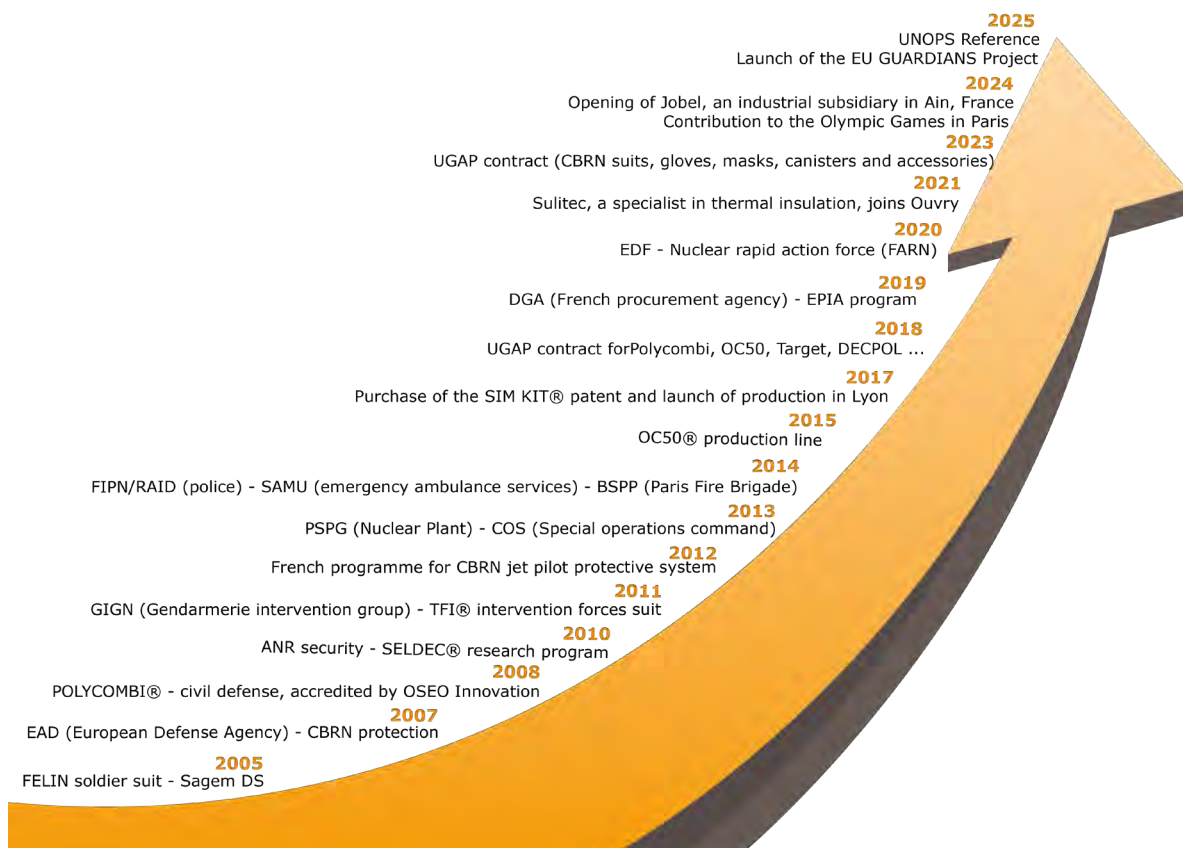 2025
UNOPS Reference
Launch of the EU GUARDIANS Project
2024
Opening of Jobel, an industrial subsidiary in Ain, France
Contribution to the Olympic Games in Paris
2023
UGAP contract (CBRN suits, gloves, masks, canisters and accessories)
2021
Sulitec, a specialist in thermal insulation, joins Ouvry
2020
EDF - Nuclear rapid action force (FARN)
2019
DGA (French procurement agency) - EPIA program
2018
UGAP contract forPolycombi, OC50, Target, DECPOL ...
2017
Purchase of the SIM KIT® patent and launch of production in Lyon
2015
OC50® production line
2014
FIPN/RAID (police) - SAMU (emergency ambulance services) - BSPP (Paris Fire Brigade)
2013
PSPG (Nuclear Plant) - COS (Special operations command)
2012
French programme for CBRN jet pilot protective system
2011
GIGN (Gendarmerie intervention group) - TFI® intervention forces suit
2010
ANR security - SELDEC® research program
2008
POLYCOMBI® - civil defense, accredited by OSEO Innovation
2007
EAD (European Defense Agency) - CBRN protection
2005
FELIN soldier suit - Sagem DS